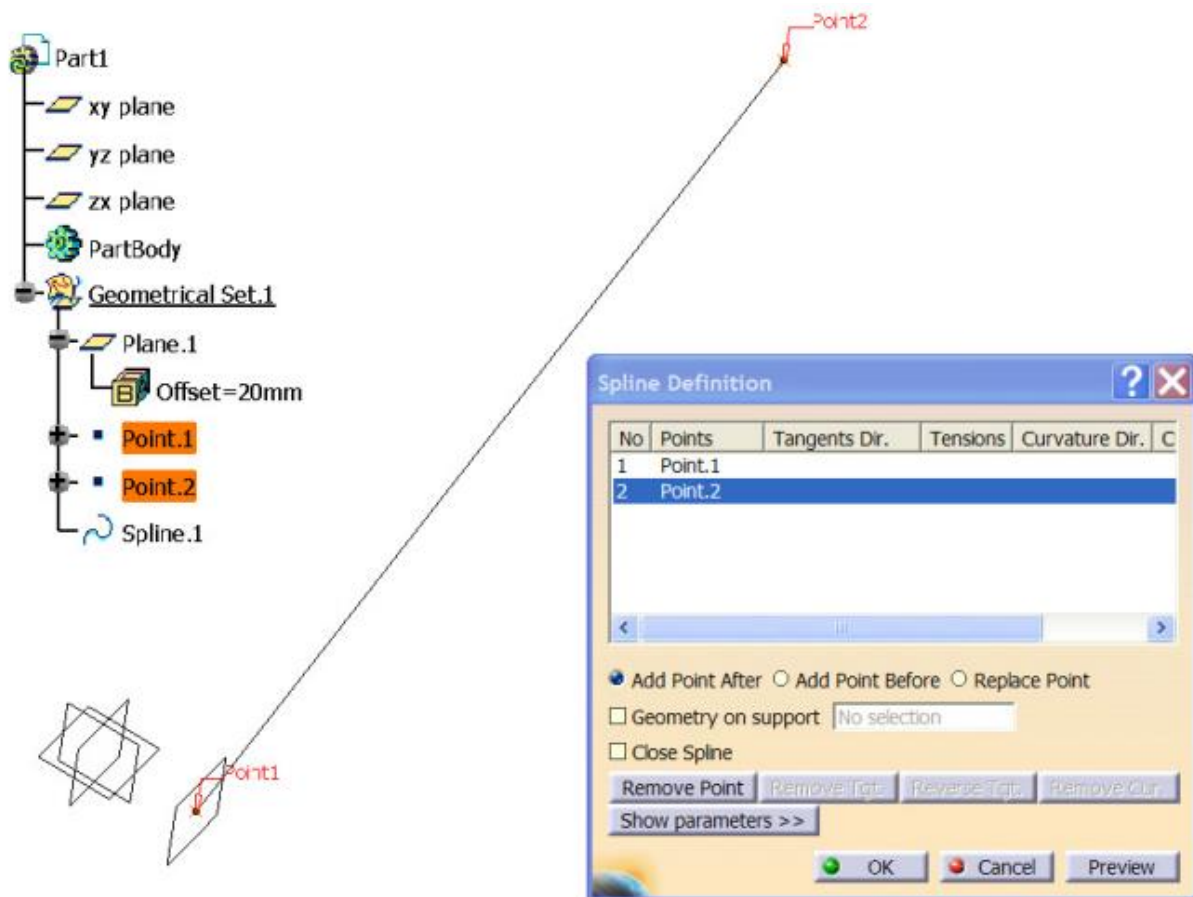 Point2
Part1
xy plane
yz plane
zx plane
PartBody
Geometrical Set.1
Plane.1
Offset=20mm
Point.1
Point.2
Spline.1
Point1
Spline Definition
No Points Tangents Dir. Tensions Curvature Dir. C
1 Point.1
2 Point.2
Add Point After Add Point Before Replace Point
Geometry on support No selection
Close Spline
Remove Point Remove Tgt. Reverse Tgt. Remove Cur.
Show parameters >>
OK Cancel Preview